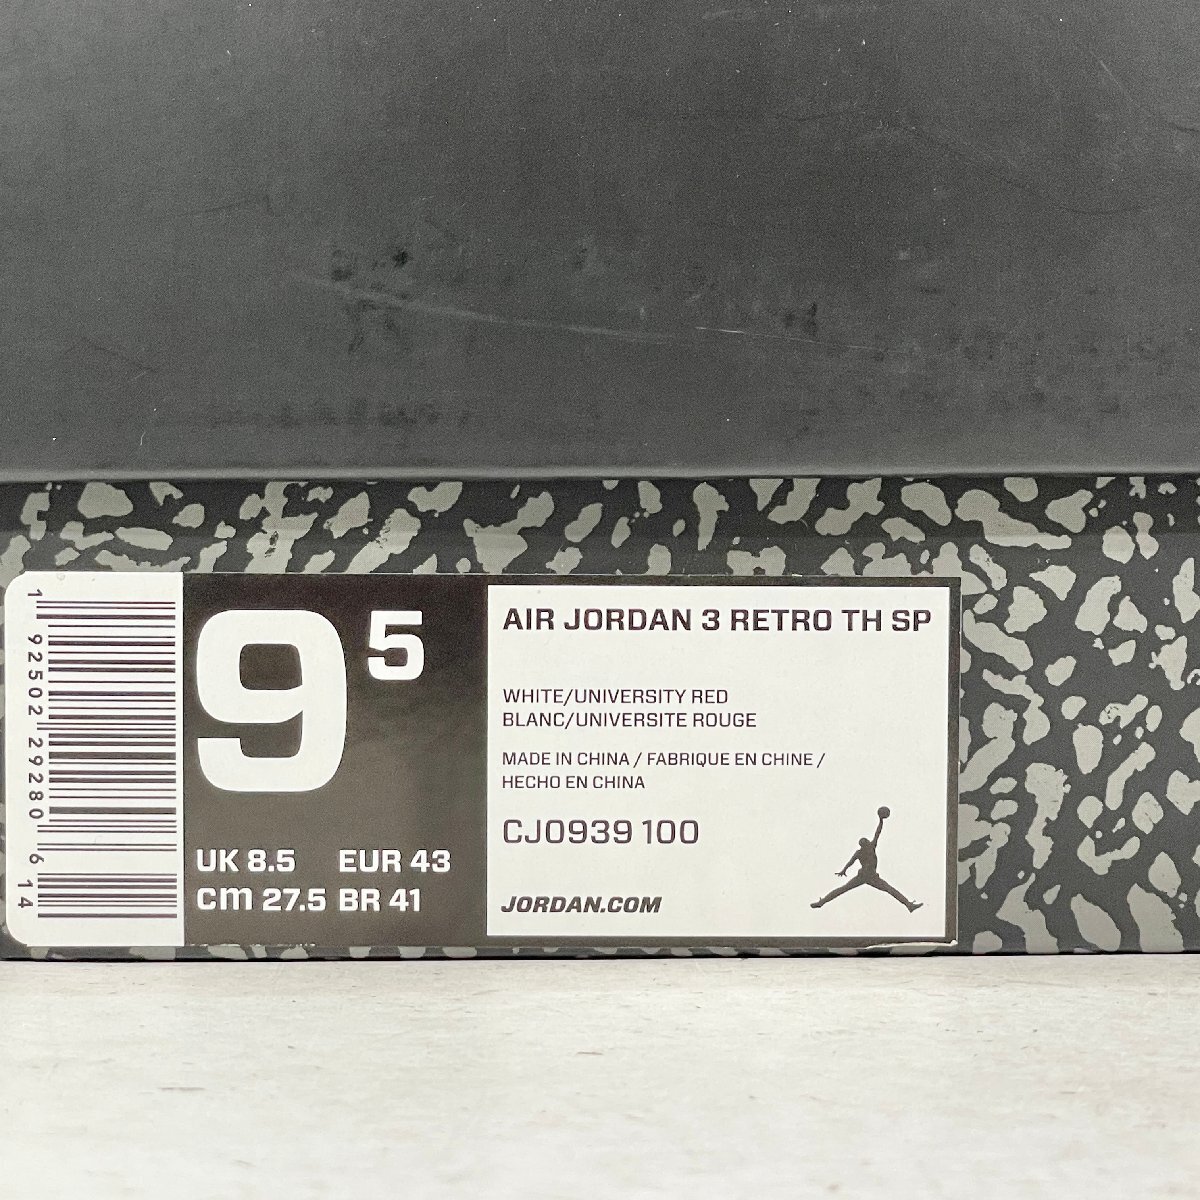 1 92502 29280 6 14
9 5
UK 8.5 EUR 43
cm 27.5 BR 41
AIR JORDAN 3 RETRO TH SP
WHITE/UNIVERSITY RED
BLANC/UNIVERSITE ROUGE
MADE IN CHINA / FABRIQUE EN CHINE /
HECHO EN CHINA
CJ0939 100
JORDAN.COM